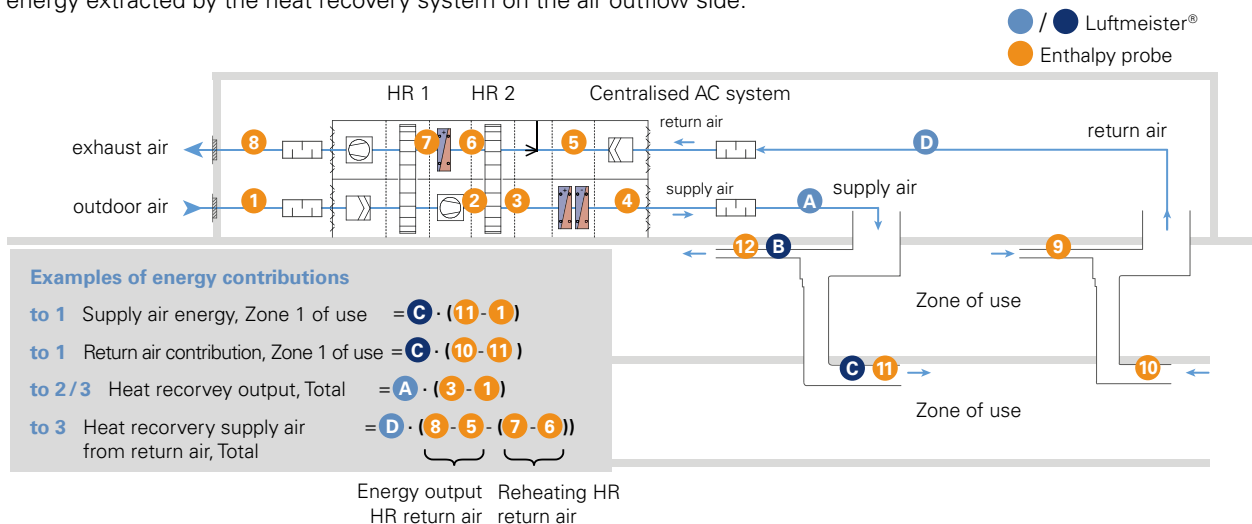 energy extracted by the heat recovery system on the air outflow side.
/ Luftmeister®
Enthalpy probe
HR 1 HR 2 Centralised AC system
exhaust air 8 7 6 5 return air D return air
outdoor air 1 2 3 4 supply air A supply air
12 B 9
Examples of energy contributions
to 1 Supply air energy, Zone 1 of use = C · (11 - 1)
to 1 Return air contribution, Zone 1 of use = C · (10 - 11 )
to 2 / 3 Heat recorvey output, Total = A · (3 - 1)
to 3 Heat recorvery supply air = D · (8 - 5 - (7 - 6))
from return air, Total
Zone of use
C 11 10
Zone of use
Energy output Reheating HR
HR return air return air